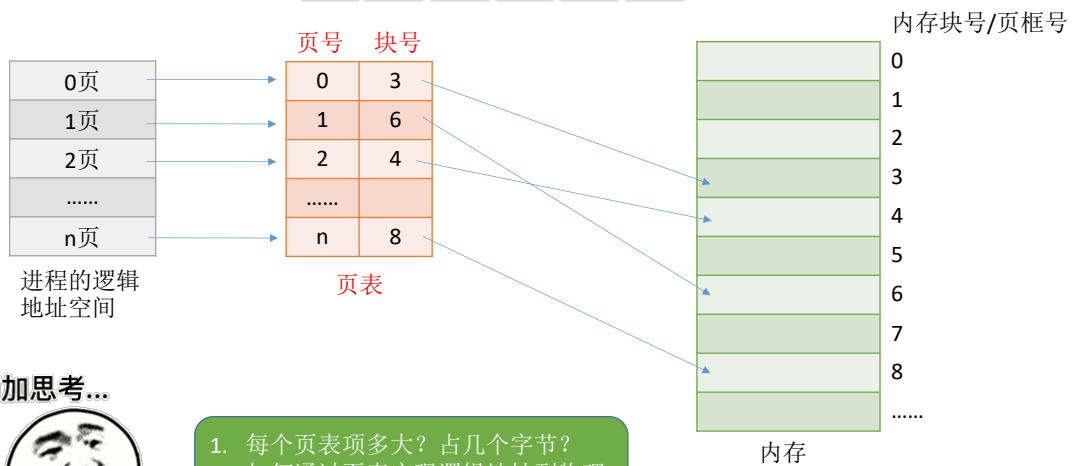 内存块号/页框号
页号 块号
0页
1页
2页
……
n页
0 3
1 6
2 4
……
n 8
0
1
2
3
4
5
6
7
8
……
进程的逻辑
地址空间
页表
内存
加思考...
1. 每个页表项多大？占几个字节？